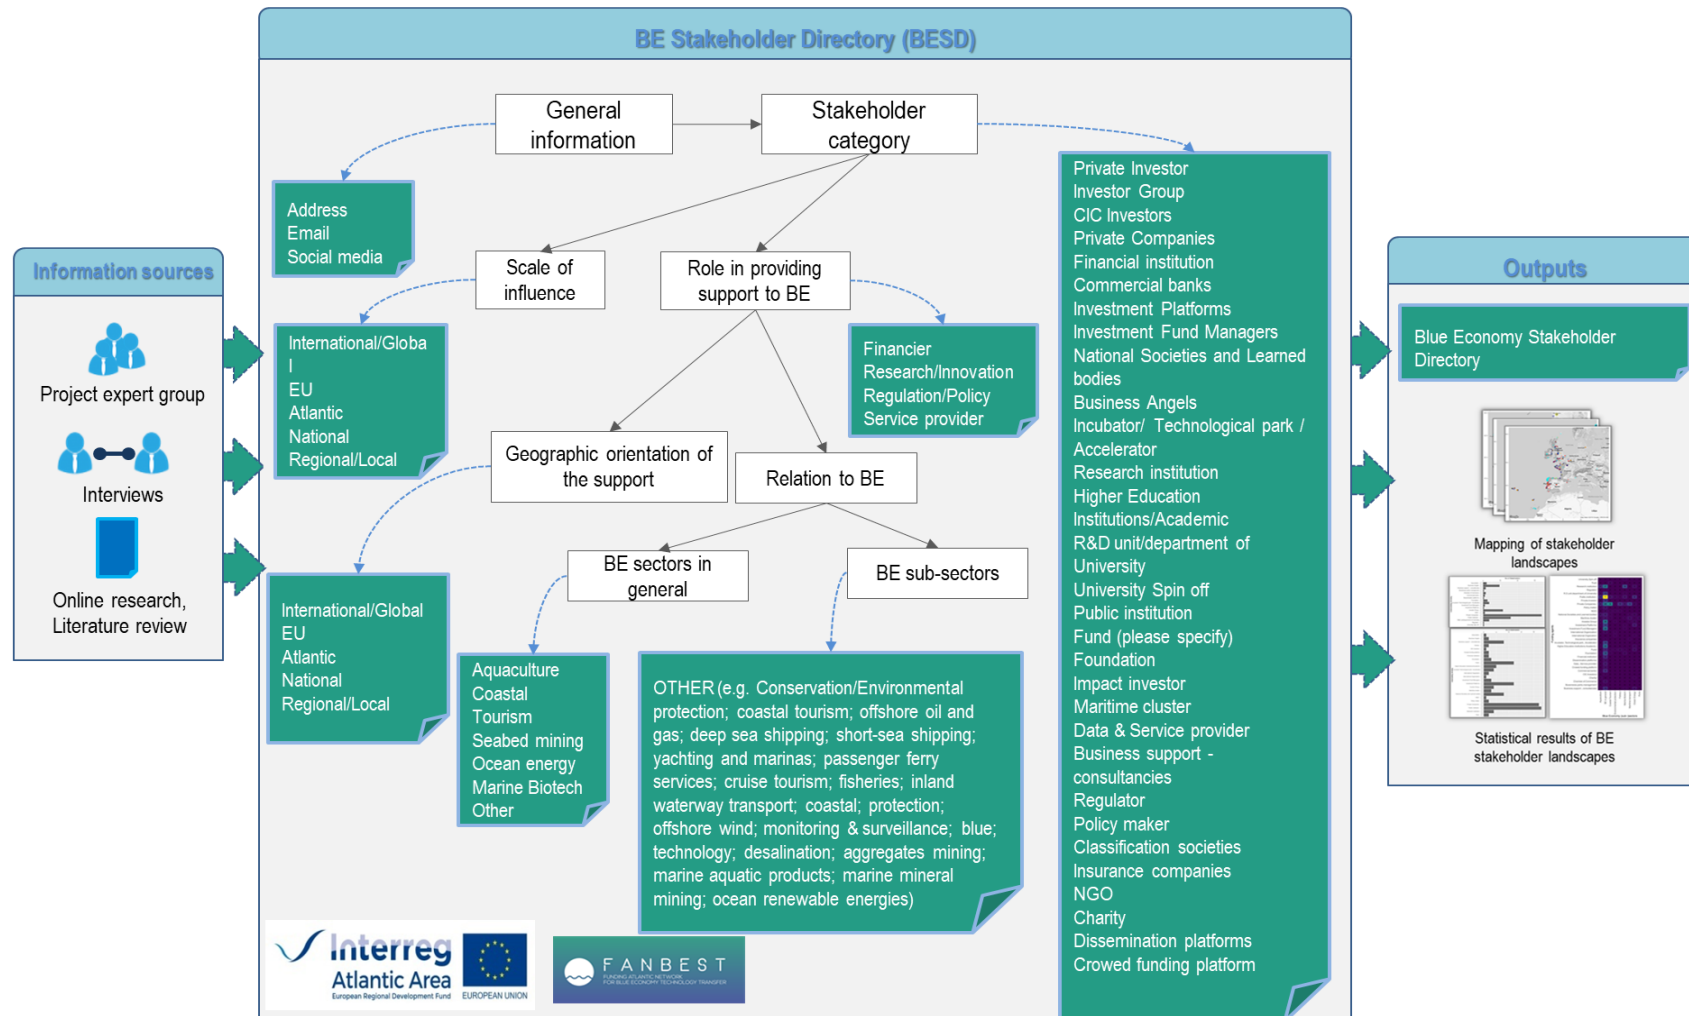 BE Stakeholder Directory (BESD)
General
information
Stakeholder
category
Address
Email
Social media
Private Investor
Investor Group
CIC Investors
Private Companies
Financial institution
Commercial banks
Investment Platforms
Investment Fund Managers
National Societies and Learned
bodies
Business Angels
Incubator/ Technological park /
Accelerator
Research institution
Higher Education
Institutions/Academic
R&D unit/department of
University
University Spin off
Public institution
Fund (please specify)
Foundation
Impact investor
Maritime cluster
Data & Service provider
Business support -
consultancies
Regulator
Policy maker
Classification societies
Insurance companies
NGO
Charity
Dissemination platforms
Crowed funding platform
Information sources
Project expert group
Interviews
Online research,
Literature review
Scale of
influence
Role in providing
support to BE
International/Globa
l
EU
Atlantic
National
Regional/Local
Financier
Research/Innovation
Regulation/Policy
Service provider
Geographic orientation of
the support
Relation to BE
BE sectors in
general
BE sub-sectors
International/Global
EU
Atlantic
National
Regional/Local
Aquaculture
Coastal
Tourism
Seabed mining
Ocean energy
Marine Biotech
Other
OTHER (e.g. Conservation/Environmental
protection; coastal tourism; offshore oil and
gas; deep sea shipping; short-sea shipping;
yachting and marinas; passenger ferry
services; cruise tourism; fisheries; inland
waterway transport; coastal; protection;
offshore wind; monitoring & surveillance; blue;
technology; desalination; aggregates mining;
marine aquatic products; marine mineral
mining; ocean renewable energies)
Interreg
Atlantic Area
European Regional Development Fund
EUROPEAN UNION
FANBEST
FUNDING ATLANTIC NETWORK
FOR BLUE ECONOMY TECHNOLOGY TRANSFER
Outputs
Blue Economy Stakeholder
Directory
Mapping of stakeholder
landscapes
Statistical results of BE
stakeholder landscapes